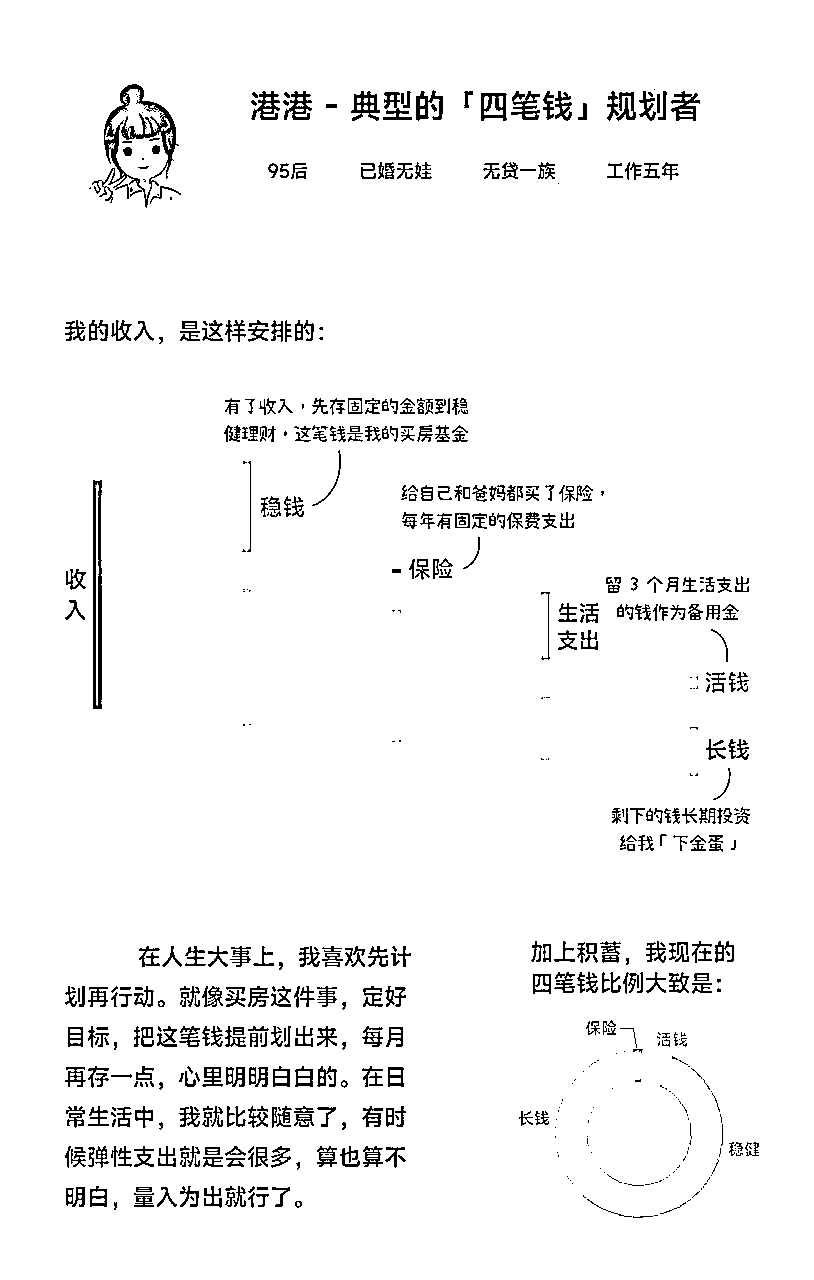 港港 - 典型的「四笔钱」规划者
95后 已婚无娃 无贷一族 工作五年
我的收入，是这样安排的：
有了收入，先存固定的金额到稳
健理财，这笔钱是我的买房基金
稳钱
给自己和爸妈都买了保险，
每年有固定的保费支出
保险
收
入
留 3 个月生活支出
的钱作为备用金
生活
支出
活钱
长钱
剩下的钱长期投资
给我「下金蛋」
在人生大事上，我喜欢先计
划再行动。就像买房这件事，定好
目标，把这笔钱提前划出来，每月
再存一点，心里明明白白的。在日
常生活中，我就比较随意了，有时
候弹性支出就是会很多，算也算不
明白，量入为出就行了。
加上积蓄，我现在的
四笔钱比例大致是：
保险
活钱
长钱
稳健